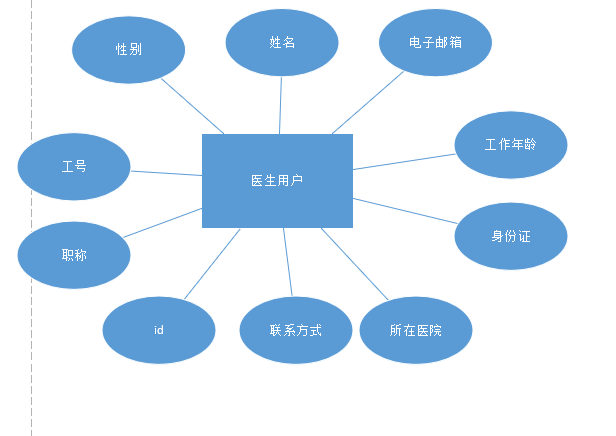 性别
姓名
电子邮箱
工作年龄
工号
医生用户
身份证
职称
id
联系方式
所在医院